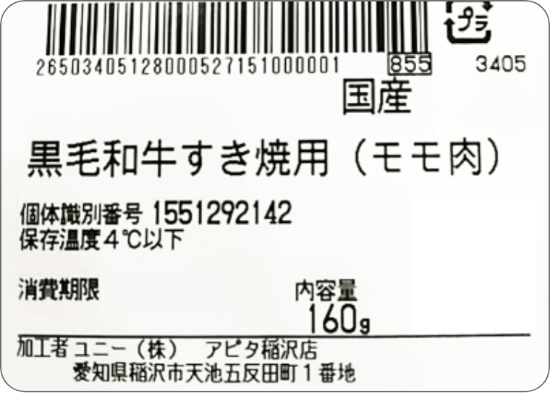 プラ
26503405128000527151000001 855 3405
国産
黒毛和牛すき焼用（モモ肉）
個体識別番号 1551292142
保存温度４℃以下
消費期限 内容量
160g
加工者 ユニー（株） アピタ稲沢店
愛知県稲沢市天池五反田町１番地